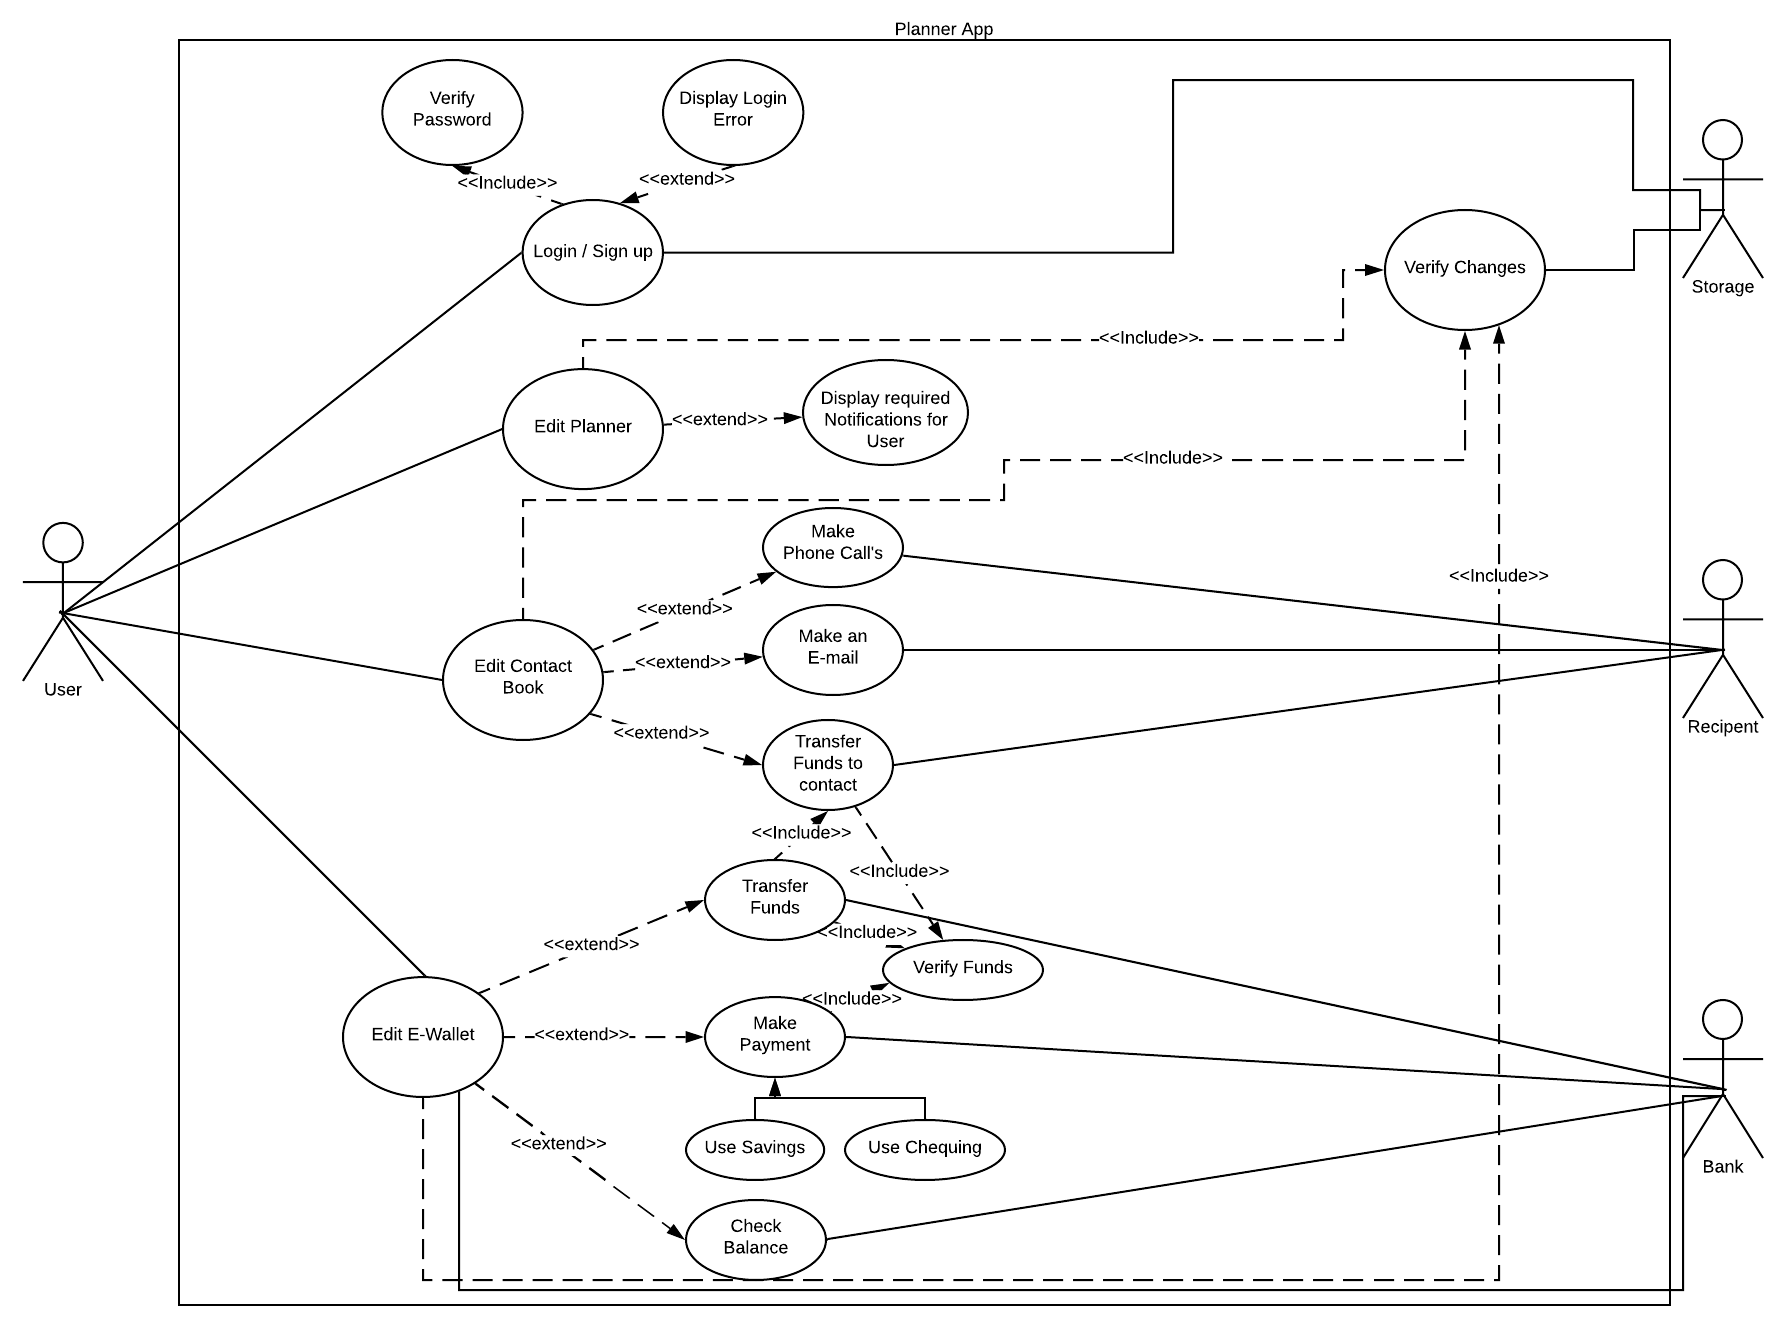 Planner App
Verify
Password
Display Login
Error
<<Include>>
<<extend>>
Login / Sign up
Verify Changes
Storage
<<Include>>
Edit Planner
<<extend>>
Display required
Notifications for
User
<<Include>>
Make
Phone Call's
<<Include>>
<<extend>>
Make an
E-mail
<<extend>>
Edit Contact
Book
User
Recipent
<<extend>>
Transfer
Funds to
contact
<<Include>>
<<Include>>
Transfer
Funds
<<Include>>
<<extend>>
Verify Funds
<<Include>>
Make
Payment
Edit E-Wallet
<<extend>>
<<extend>>
Use Savings
Use Chequing
Bank
Check
Balance